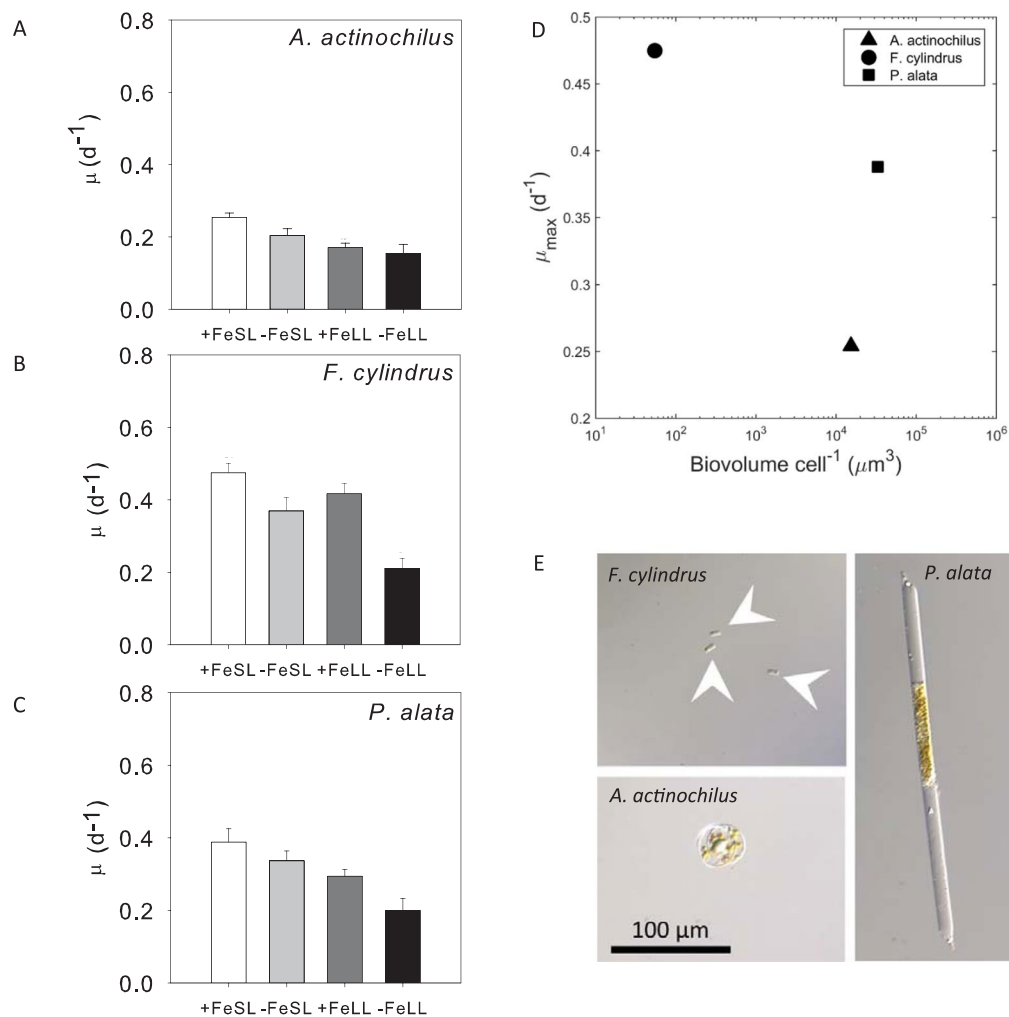 A
A. actinochilus
0.8
0.6
0.4
0.2
0.0
μ (d⁻¹)
+FeSL -FeSL +FeLL -FeLL
B
F. cylindrus
0.8
0.6
0.4
0.2
0.0
μ (d-1)
+FeSL -FeSL +FeLL -FeLL
C
P. alata
0.8
0.6
0.4
0.2
0.0
μ (d-1)
+FeSL -FeSL +FeLL -FeLL
D
A. actinochilus
F. cylindrus
P. alata
0.5
0.45
0.4
0.35
0.3
0.25
0.2
μmax (d⁻¹)
10¹ 10² 10³ 10⁴ 10⁵ 10⁶
Biovolume cell⁻¹ (μm³)
E
F. cylindrus
P. alata
A. actinochilus
100 μm